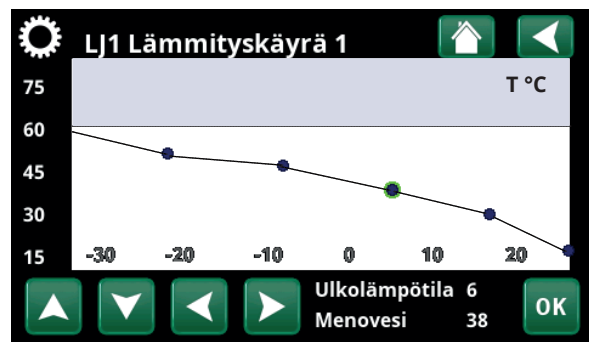 LJ1 Lämmityskäyrä 1
T °C
75
60
45
30
15
-30 -20 -10 0 10 20
Ulkolämpötila 6
Menovesi 38
OK